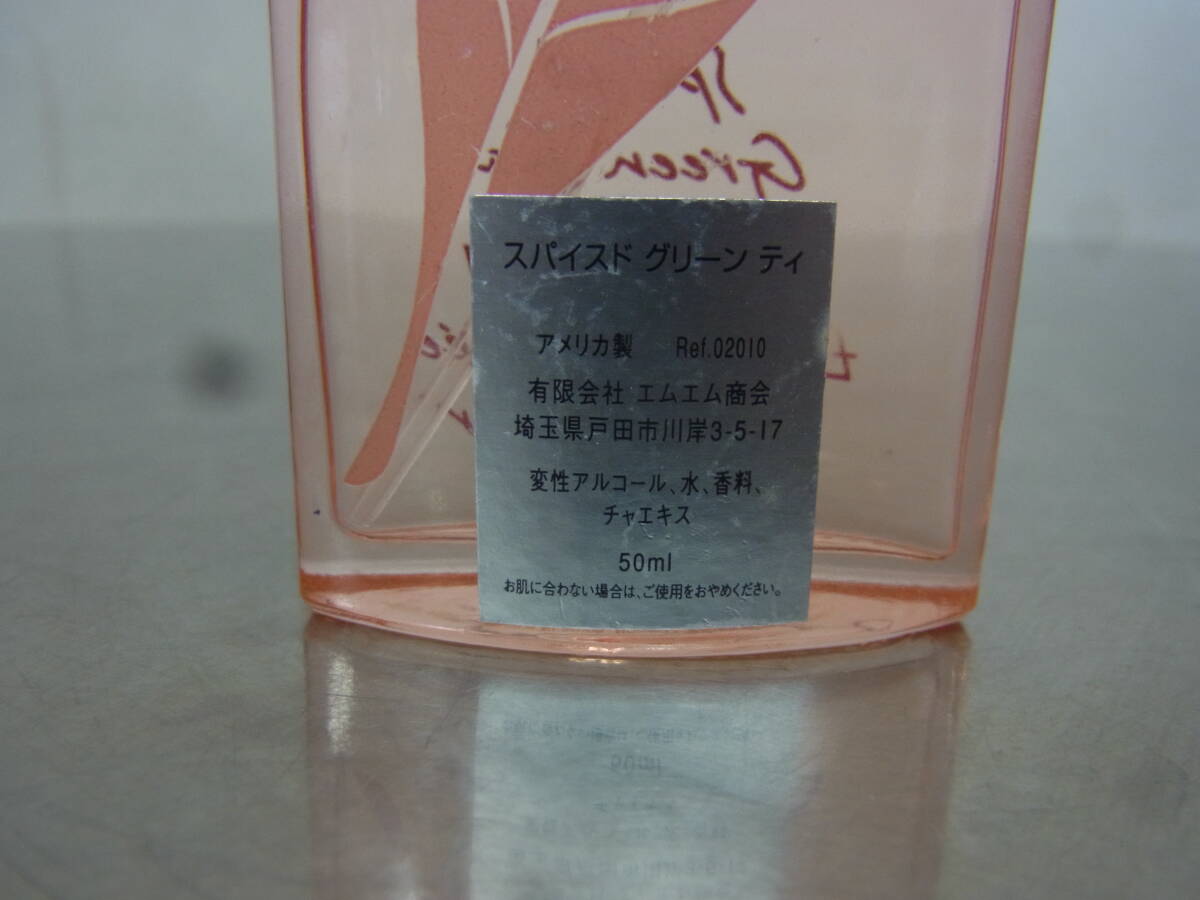 SP
Green
スパイスド グリーン ティ
アメリカ製 Ref.02010
有限会社 エムエム商会
埼玉県戸田市川岸3-5-17
変性アルコール、水、香料、
チャエキス
50ml
お肌に合わない場合は、ご使用をおやめください。